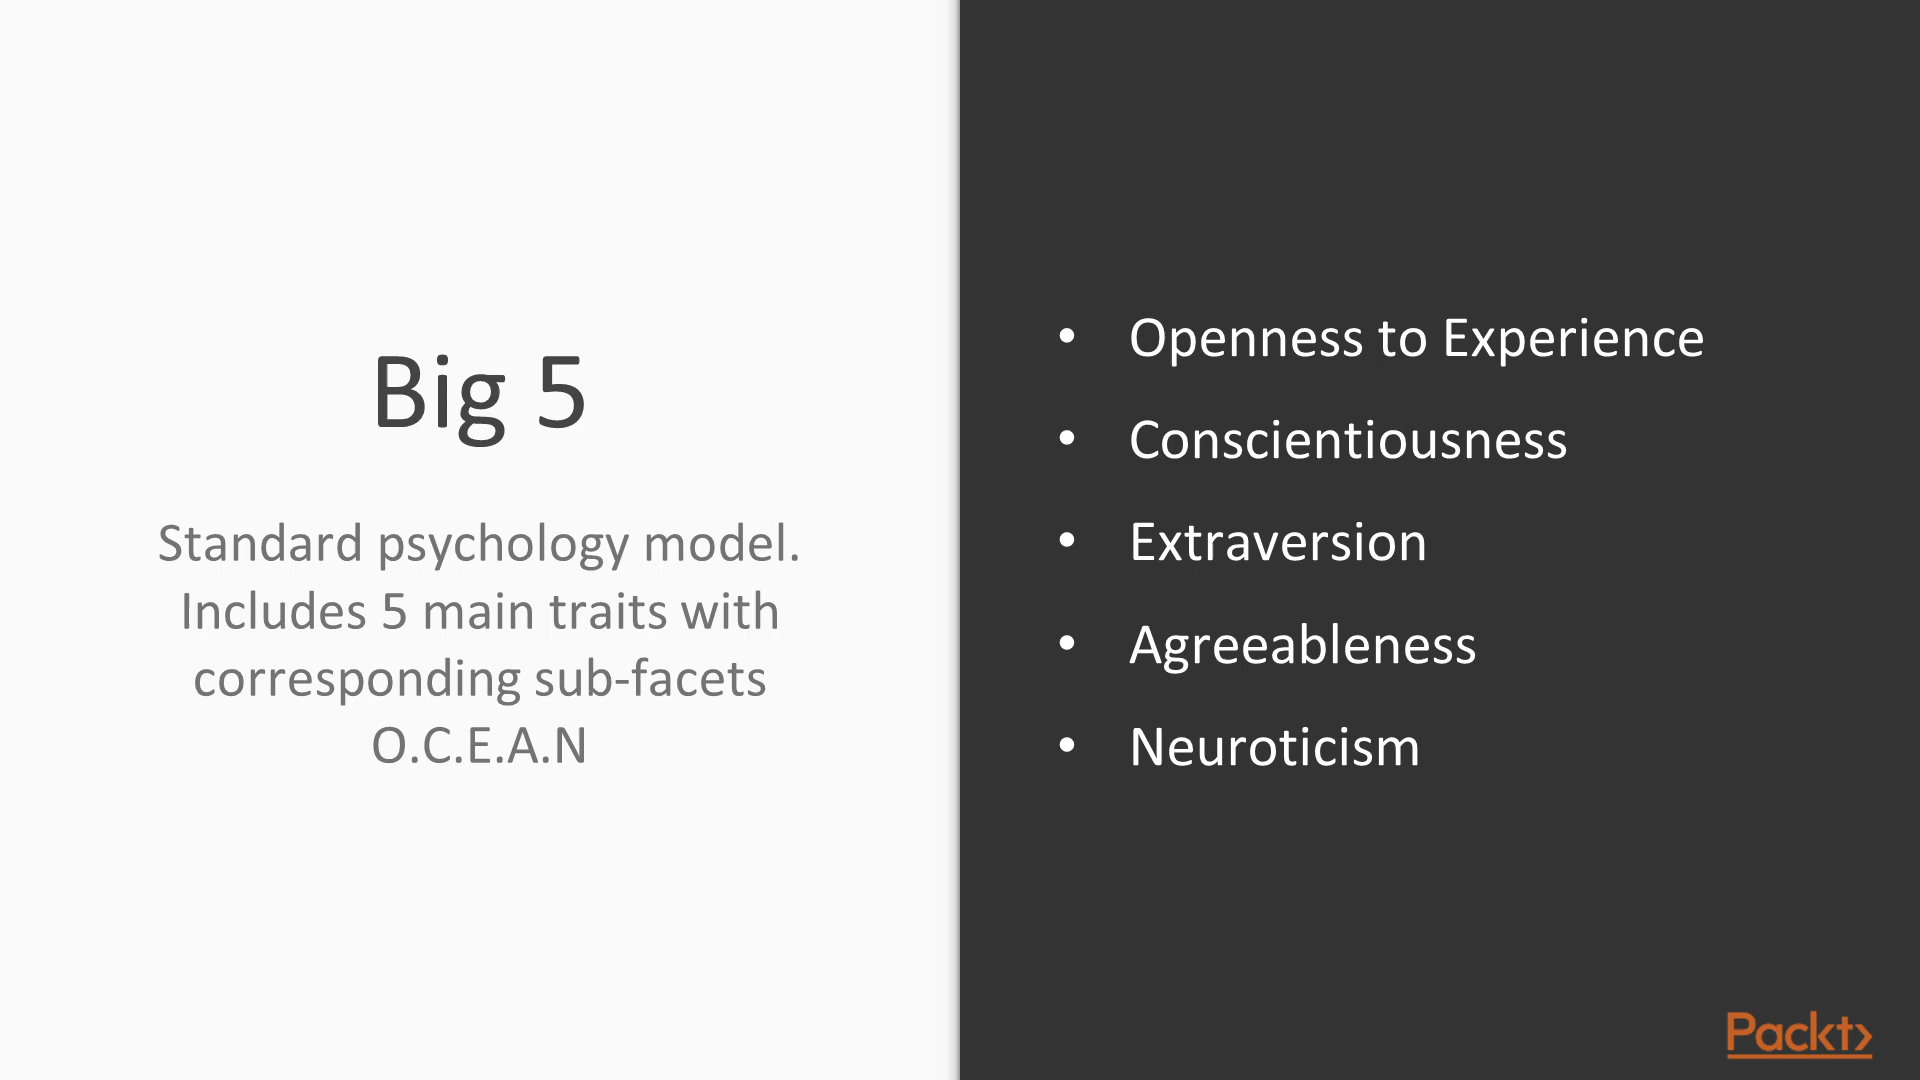 Big 5
Standard psychology model.
Includes 5 main traits with
corresponding sub-facets
O.C.E.A.N
• Openness to Experience
• Conscientiousness
• Extraversion
• Agreeableness
• Neuroticism
Packt>